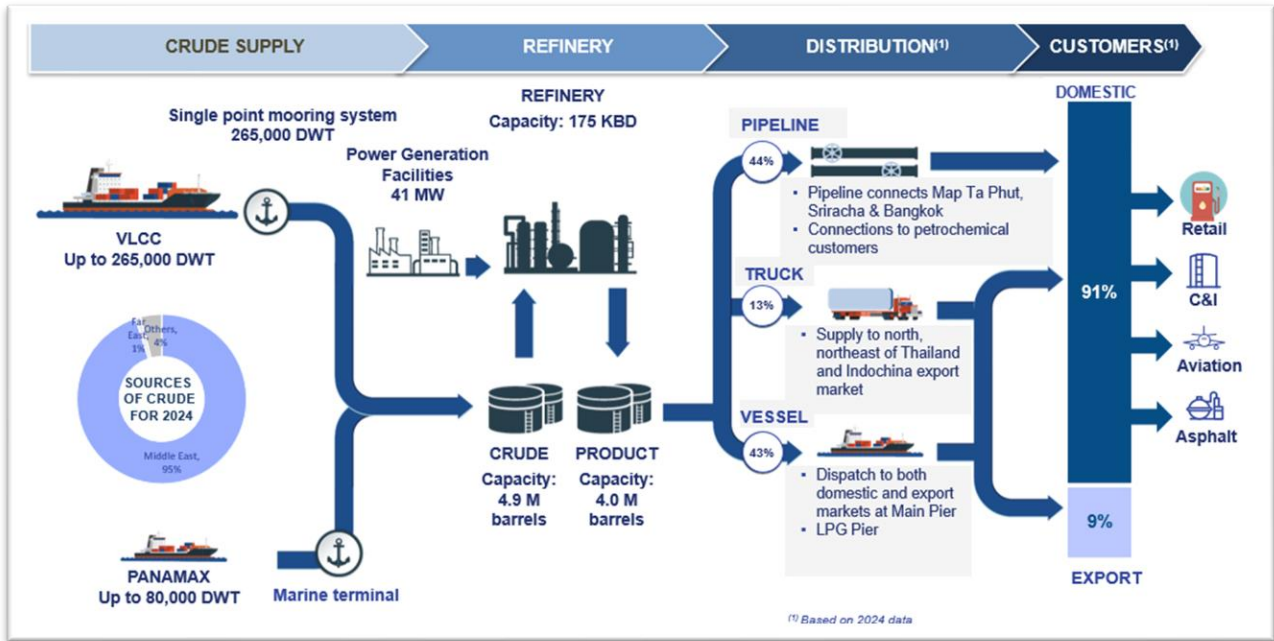 CRUDE SUPPLY
REFINERY
DISTRIBUTION(1)
CUSTOMERS(1)
Single point mooring system
265,000 DWT
VLCC
Up to 265,000 DWT
Far
East,
1%
Others,
4%
SOURCES
OF CRUDE
FOR 2024
Middle East,
95%
PANAMAX
Up to 80,000 DWT
Marine terminal
REFINERY
Capacity: 175 KBD
Power Generation
Facilities
41 MW
CRUDE
Capacity:
4.9 M
barrels
PRODUCT
Capacity:
4.0 M
barrels
PIPELINE
44%
▪ Pipeline connects Map Ta Phut,
Sriracha & Bangkok
▪ Connections to petrochemical
customers
TRUCK
13%
▪ Supply to north,
northeast of Thailand
and Indochina export
market
VESSEL
43%
▪ Dispatch to both
domestic and export
markets at Main Pier
▪ LPG Pier
DOMESTIC
91%
9%
EXPORT
Retail
C&I
Aviation
Asphalt
(1) Based on 2024 data